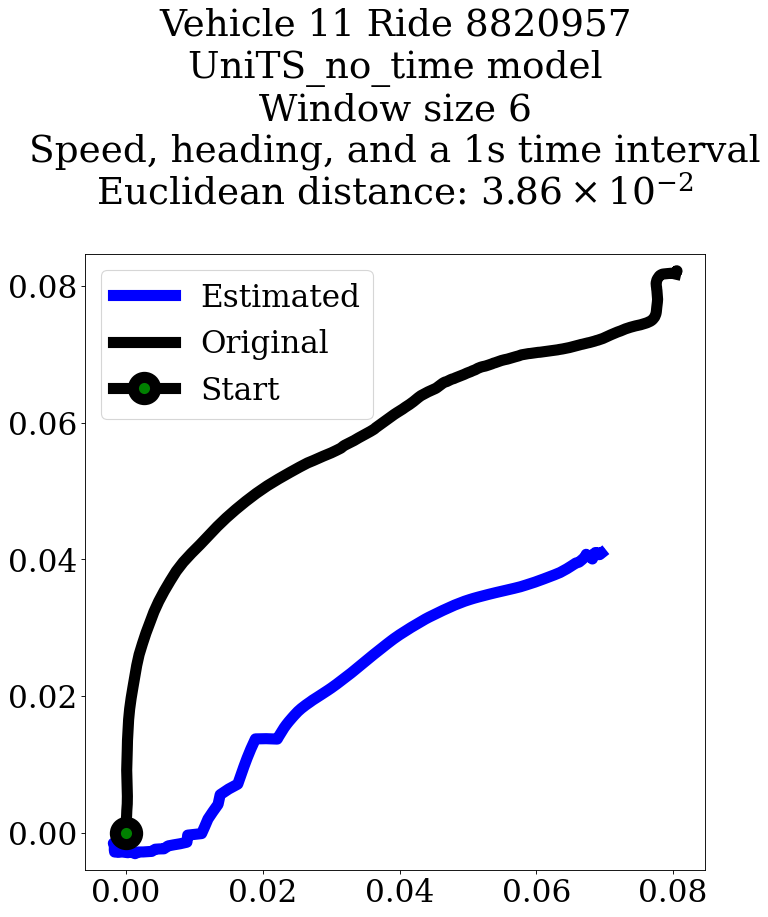 Vehicle 11 Ride 8820957
UniTS_no_time model
Window size 6
Speed, heading, and a 1s time interval
Euclidean distance: 3.86 × 10⁻²
Estimated
Original
Start
0.08
0.06
0.04
0.02
0.00
0.00 0.02 0.04 0.06 0.08